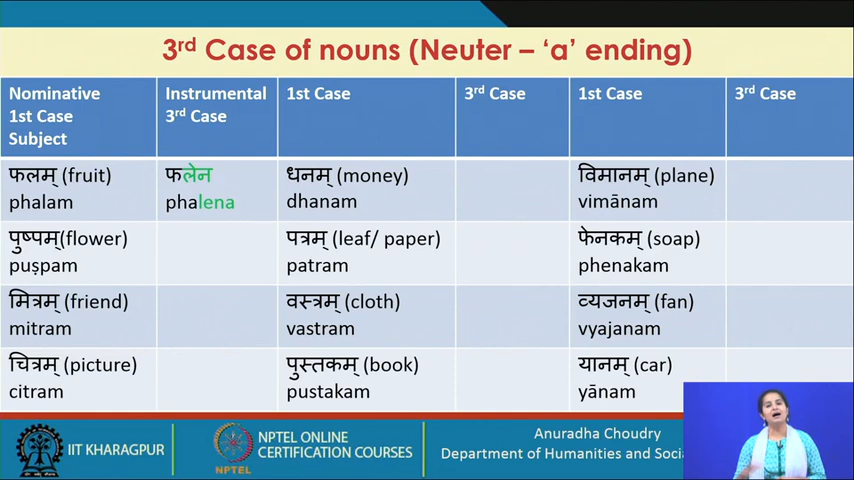 3rd Case of nouns (Neuter – ‘a’ ending)
Nominative
1st Case
Subject
Instrumental
3rd Case
1st Case
3rd Case
1st Case
3rd Case
फलम् (fruit)
phalam
फलेन
phalena
धनम् (money)
dhanam
विमानम् (plane)
vimānam
पुष्पम्(flower)
puṣpam
पत्रम् (leaf/ paper)
patram
फेनकम् (soap)
phenakam
मित्रम् (friend)
mitram
वस्त्रम् (cloth)
vastram
व्यजनम् (fan)
vyajanam
चित्रम् (picture)
citram
पुस्तकम् (book)
pustakam
यानम् (car)
yānam
IIT KHARAGPUR
NPTEL
NPTEL ONLINE
CERTIFICATION COURSES
Anuradha Choudry
Department of Humanities and